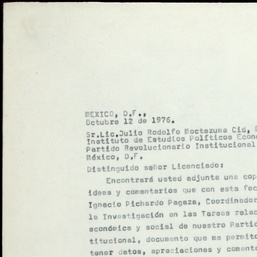 MEXICO, D.F.,
Octubre 12 de 1976.
Sr.Lic.Julio Rodolfo Moctezuma Cid,
Instituto de Estudios Políticos Econ
Partido Revolucionario Institucional
México, D.F.
Distinguido señor Licenciado:
Encontrará usted adjunte una cop
ideas y comentarios que con esta fec
Ignacio Pichardo Pagaza, Coordinador
la Investigación en las Tareas relac
económica y social de nuestro Partid
titucional, documento que me permito
tener datos, apreciaciones y comenta